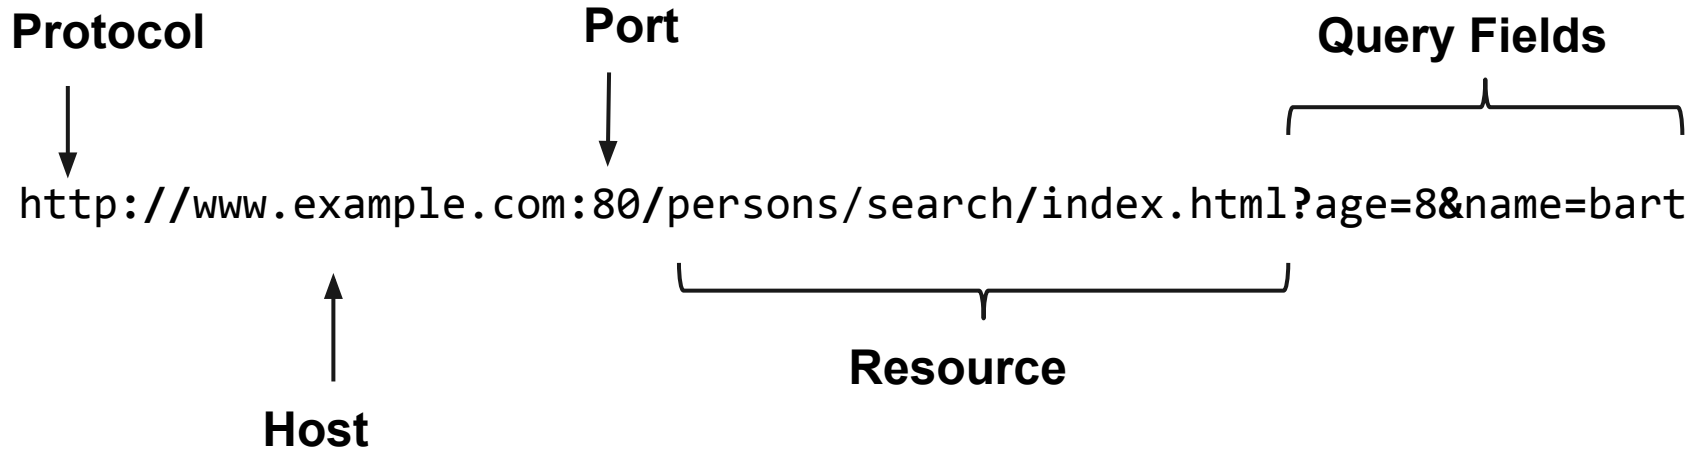 Protocol
Port
Query Fields
http://www.example.com:80/persons/search/index.html?age=8&name=bart
Resource
Host